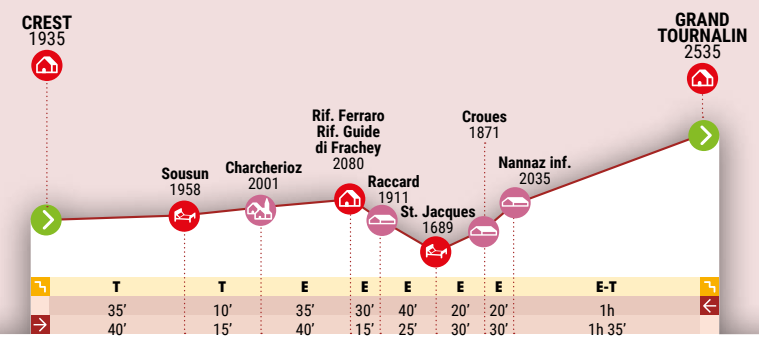 CREST
1935
GRAND
TOURNALIN
2535
Rif. Ferraro
Rif. Guide
di Frachey
2080
Croues
1871
Sousun
1958
Charcherioz
2001
Raccard
1911
Nannaz inf.
2035
St. Jacques
1689
T T E E E E E E-T
35’ 10’ 35’ 30’ 40’ 20’ 20’ 1h
40’ 15’ 40’ 15’ 25’ 30’ 30’ 1h 35’